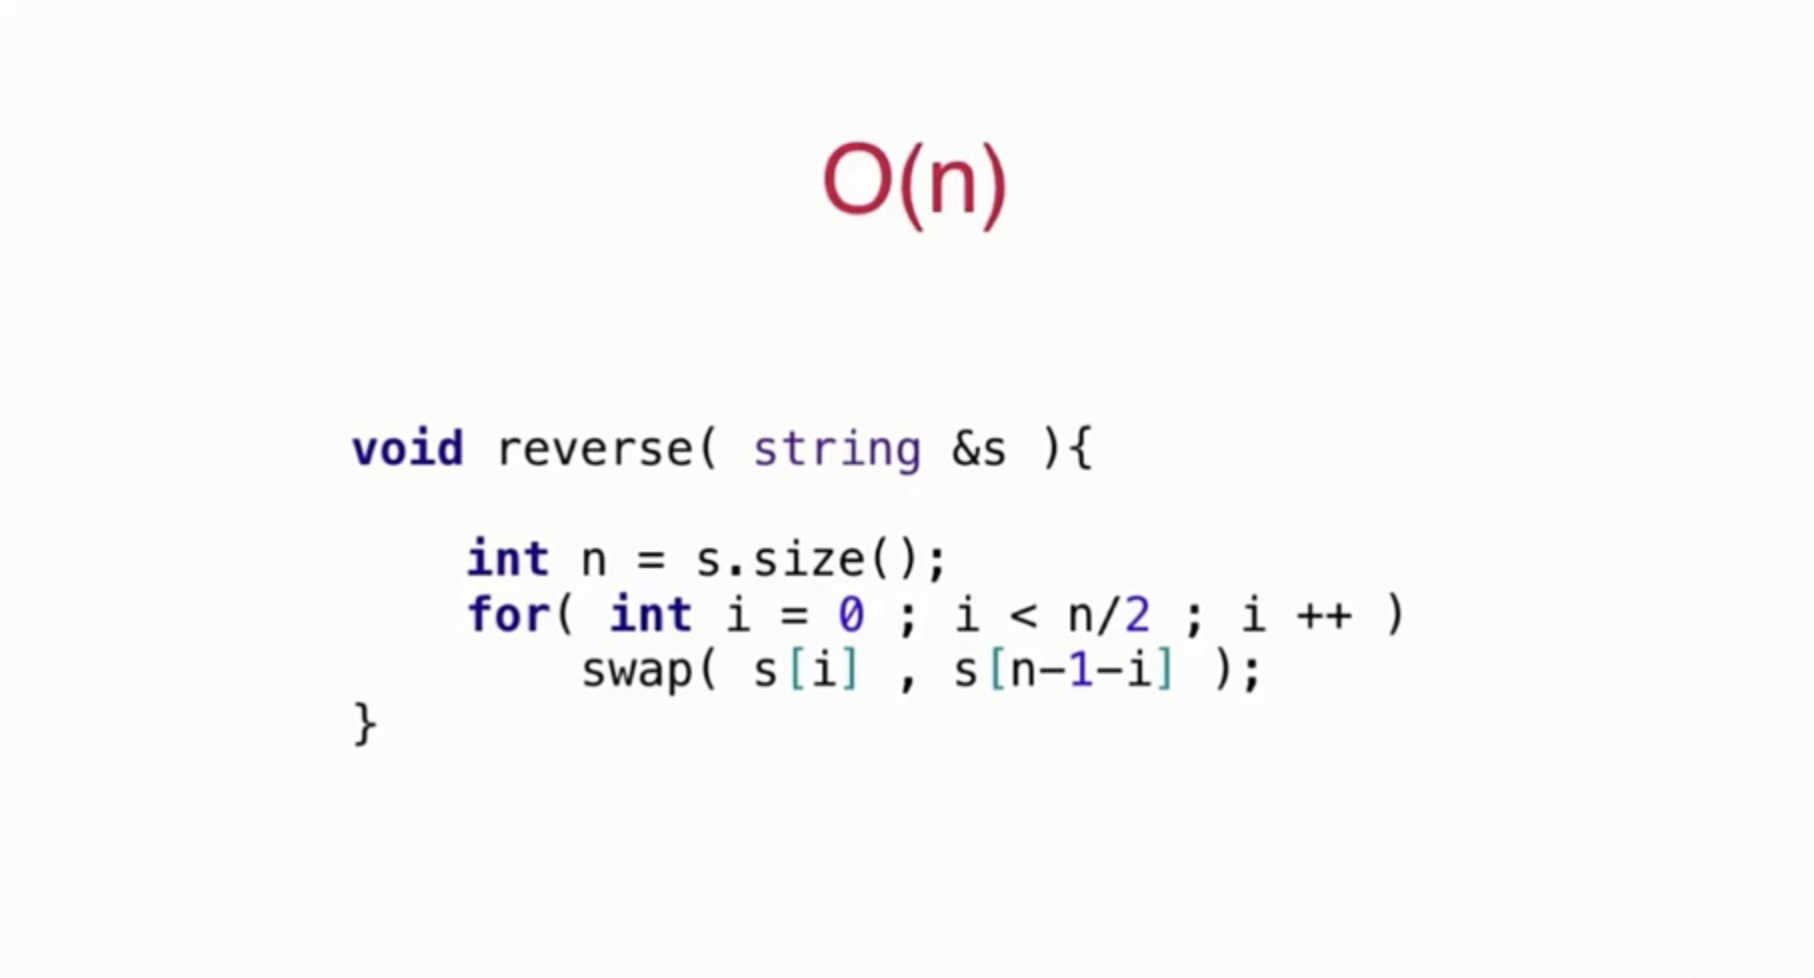 O(n)
void reverse( string &s ){
int n = s.size();
for( int i = 0 ; i < n/2 ; i ++ )
swap( s[i] , s[n-1-i] );
}